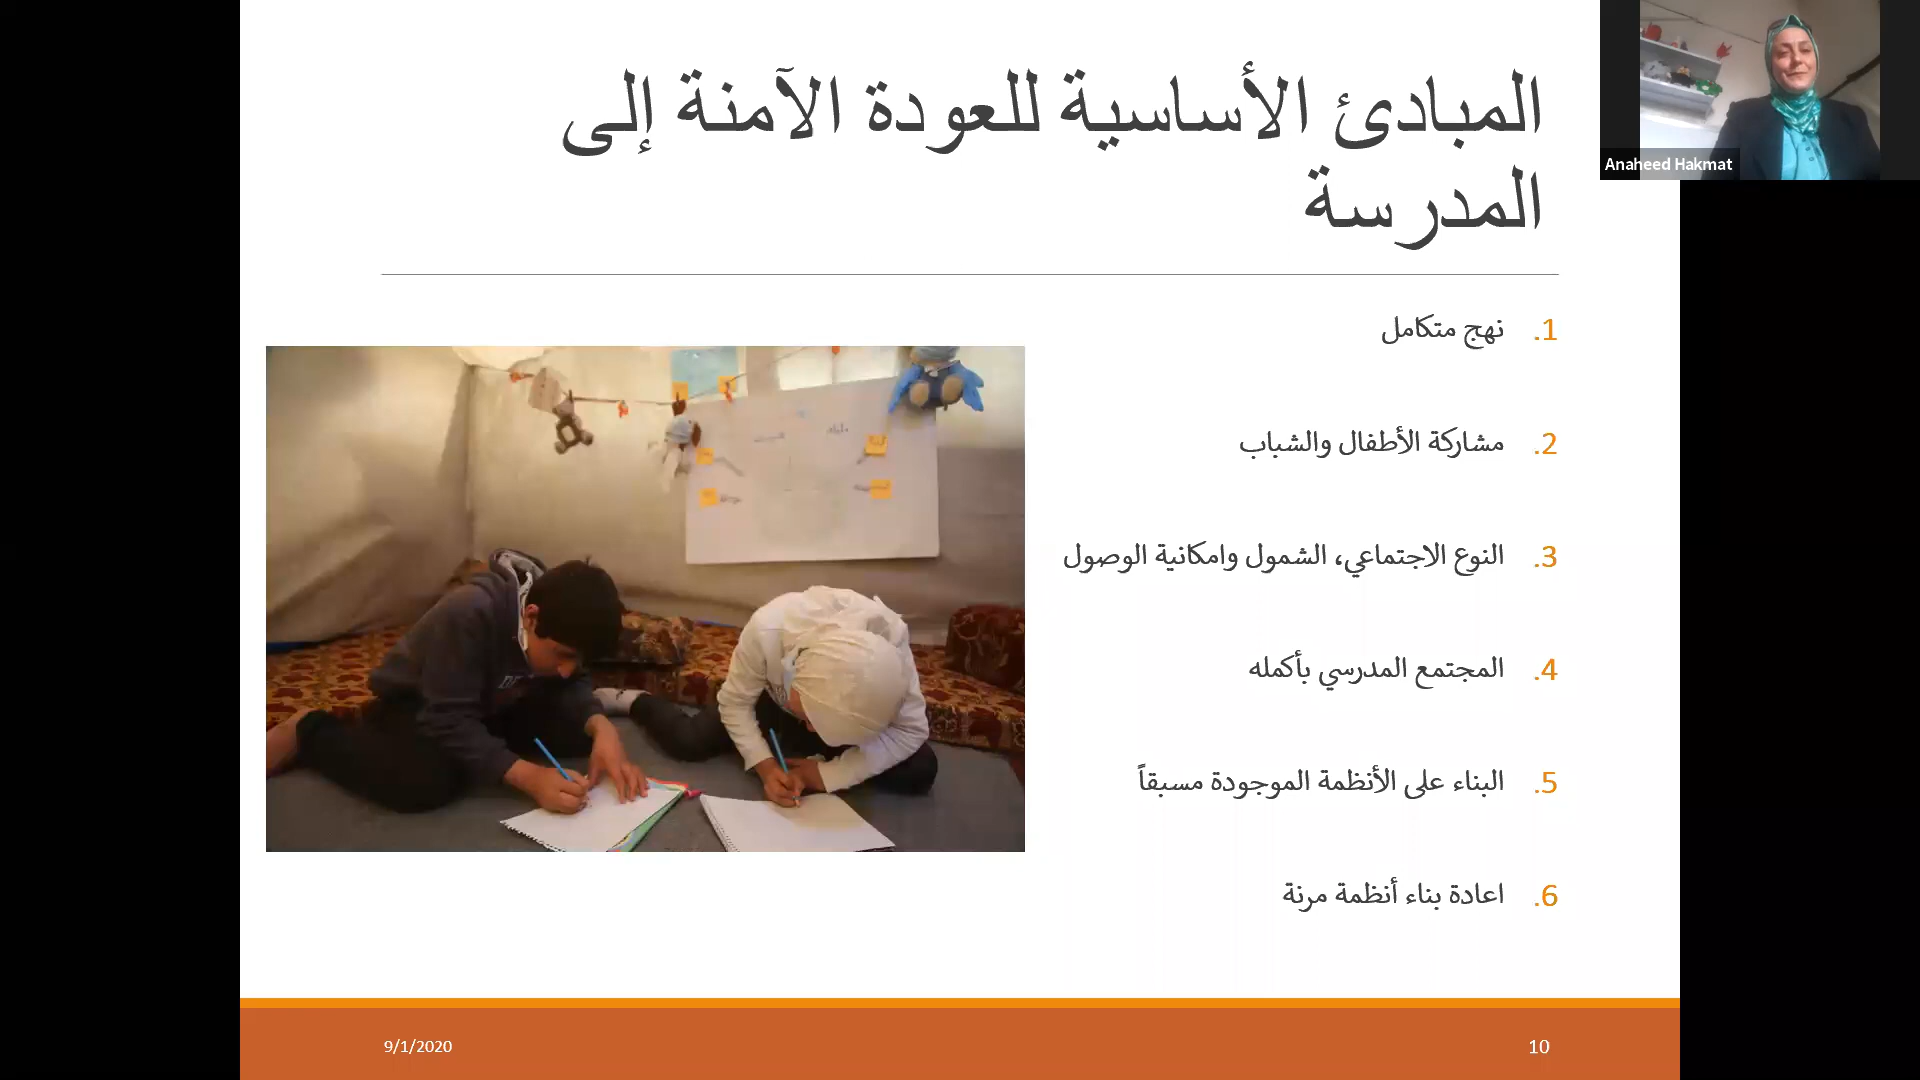 المبادئ الأساسية للعودة الآمنة إلى
المدرسة
Anaheed Hakmat
1. نهج متكامل
2. مشاركة الأطفال والشباب
3. النوع الاجتماعي، الشمول وامكانية الوصول
4. المجتمع المدرسي بأكمله
5. البناء على الأنظمة الموجودة مسبقاً
6. اعادة بناء أنظمة مرنة
9/1/2020
10